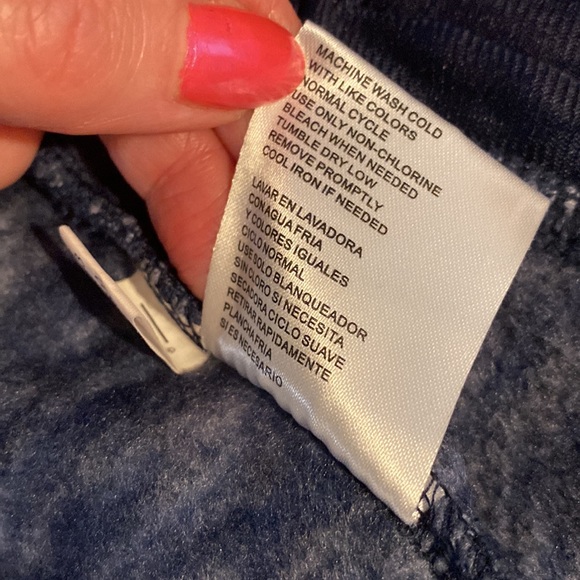 MACHINE WASH COLD
WITH LIKE COLORS
NORMAL CYCLE
USE ONLY NON-CHLORINE
BLEACH WHEN NEEDED
TUMBLE DRY LOW
REMOVE PROMPTLY
COOL IRON IF NEEDED
LAVAR EN LAVADORA
CON AGUA FRIA
Y COLORES IGUALES
CICLO NORMAL
USE SOLO BLANQUEADOR
SIN CLORO SI NECESITA
SECADORA CICLO SUAVE
RETIRAR RAPIDAMENTE
PLANCHA FRIA
SI ES NECESARIO